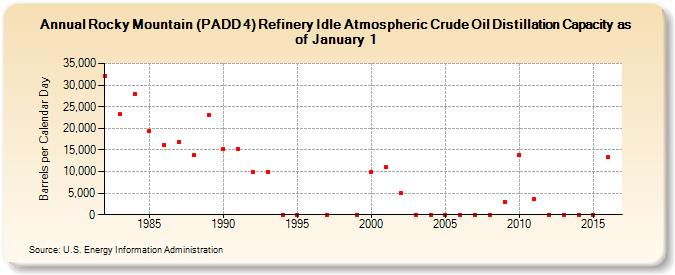 Annual Rocky Mountain (PADD 4) Refinery Idle Atmospheric Crude Oil Distillation Capacity as
of January 1
Barrels per Calendar Day
35,000
30,000
25,000
20,000
15,000
10,000
5,000
0
1985 1990 1995 2000 2005 2010 2015
Source: U.S. Energy Information Administration